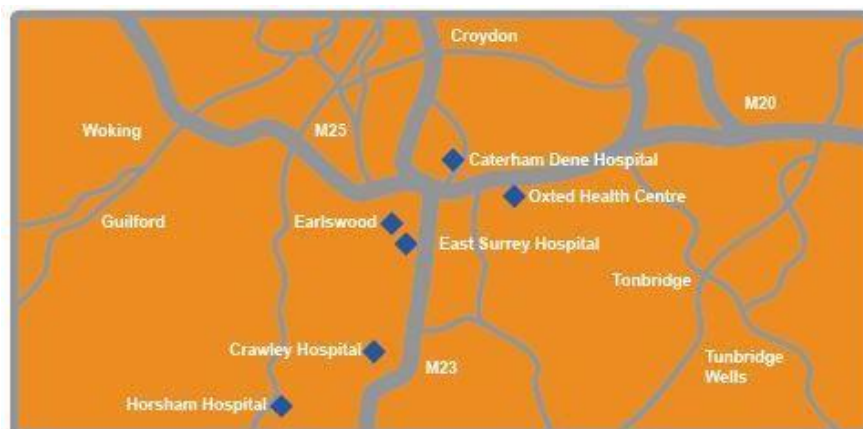 Croydon
M20
Woking
M25
Caterham Dene Hospital
Oxted Health Centre
Guilford
Earlswood
East Surrey Hospital
Tonbridge
Crawley Hospital
M23
Tunbridge
Wells
Horsham Hospital